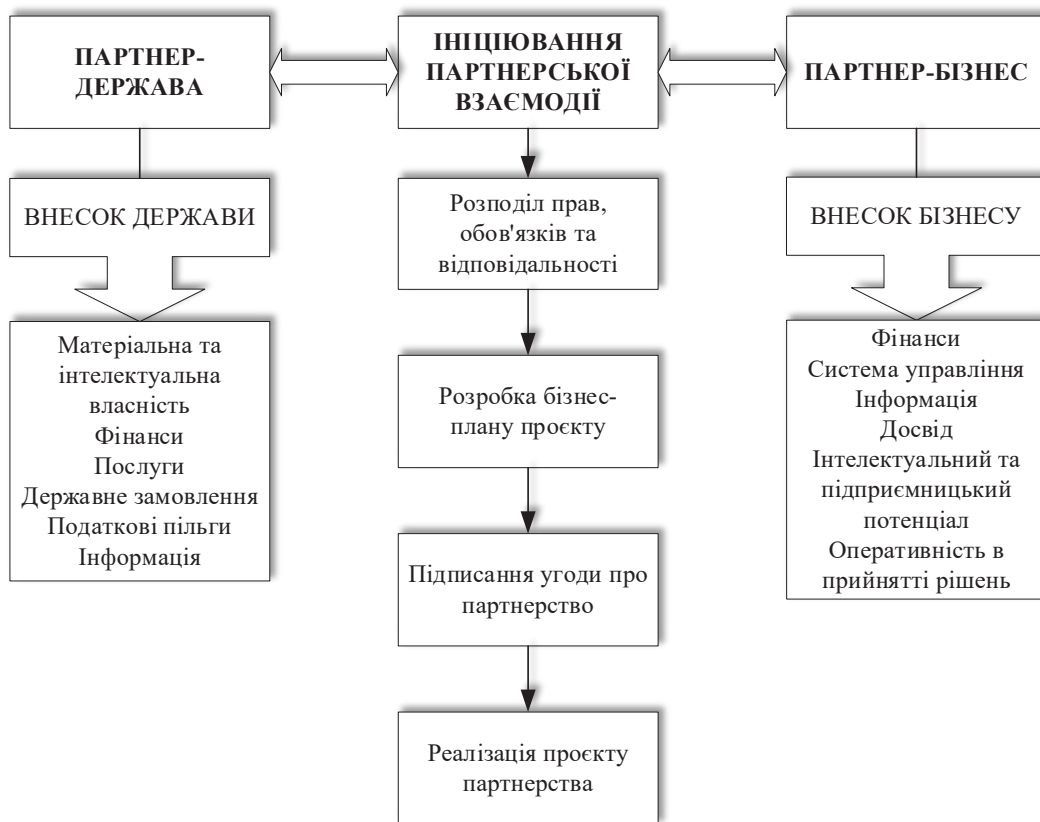 ПАРТНЕР-
ДЕРЖАВА
ІНІЦІЮВАННЯ
ПАРТНЕРСЬКОЇ
ВЗАЄМОДІЇ
ПАРТНЕР-БІЗНЕС
ВНЕСОК ДЕРЖАВИ
Матеріальна та
інтелектуальна
власність
Фінанси
Послуги
Державне замовлення
Податкові пільги
Інформація
Розподіл прав,
обов'язків та
відповідальності
Розробка бізнес-
плану проєкту
Підписання угоди про
партнерство
Реалізація проєкту
партнерства
ВНЕСОК БІЗНЕСУ
Фінанси
Система управління
Інформація
Досвід
Інтелектуальний та
підприємницький
потенціал
Оперативність в
прийнятті рішень